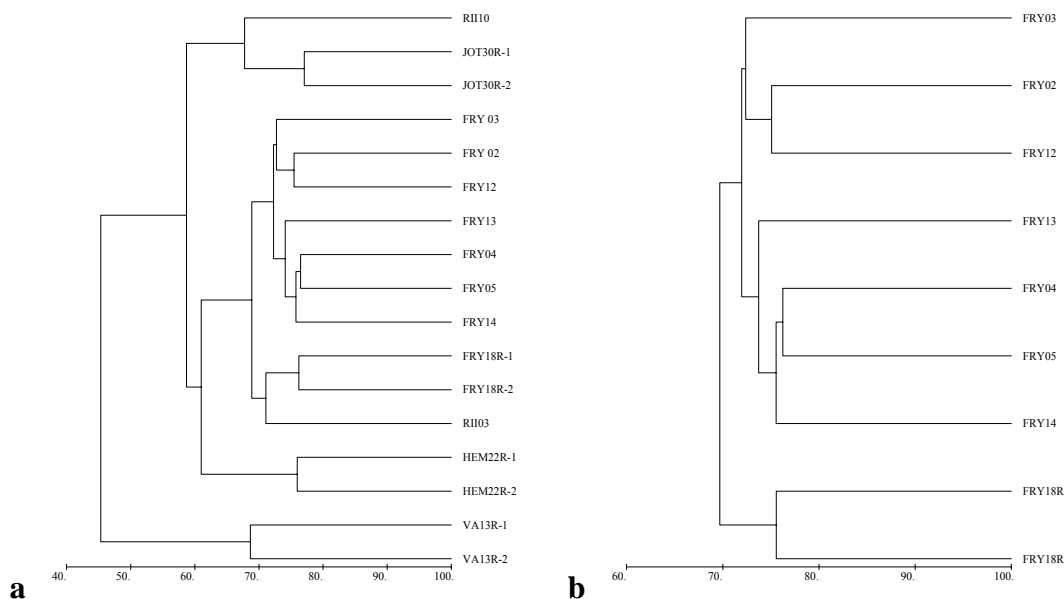 RII10
JOT30R-1
JOT30R-2
FRY 03
FRY 02
FRY12
FRY13
FRY04
FRY05
FRY14
FRY18R-1
FRY18R-2
RII03
HEM22R-1
HEM22R-2
VA13R-1
VA13R-2
40. 50. 60. 70. 80. 90. 100.
a
FRY03
FRY02
FRY12
FRY13
FRY04
FRY05
FRY14
FRY18R
FRY18R
60. 70. 80. 90. 100.
b